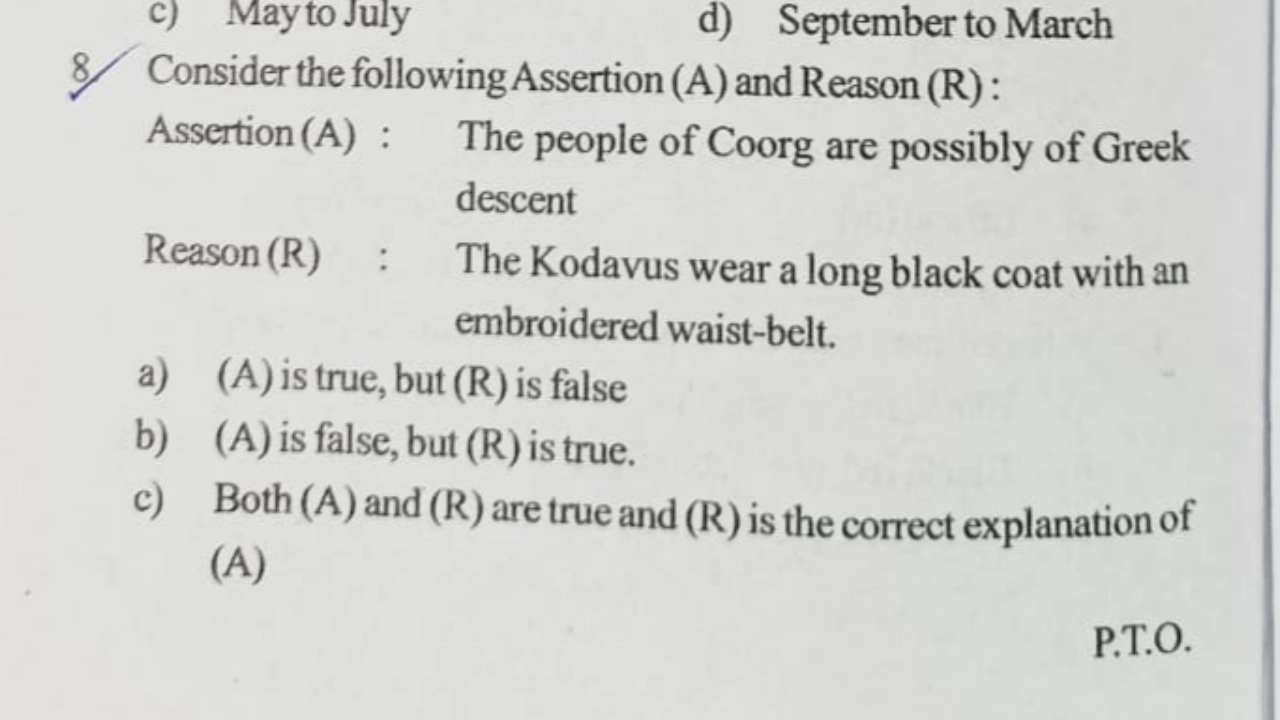 c) May to July d) September to March
8 Consider the following Assertion (A) and Reason (R) :
Assertion (A) : The people of Coorg are possibly of Greek
descent
Reason (R) : The Kodavus wear a long black coat with an
embroidered waist-belt.
a) (A) is true, but (R) is false
b) (A) is false, but (R) is true.
c) Both (A) and (R) are true and (R) is the correct explanation of
(A)
P.T.O.